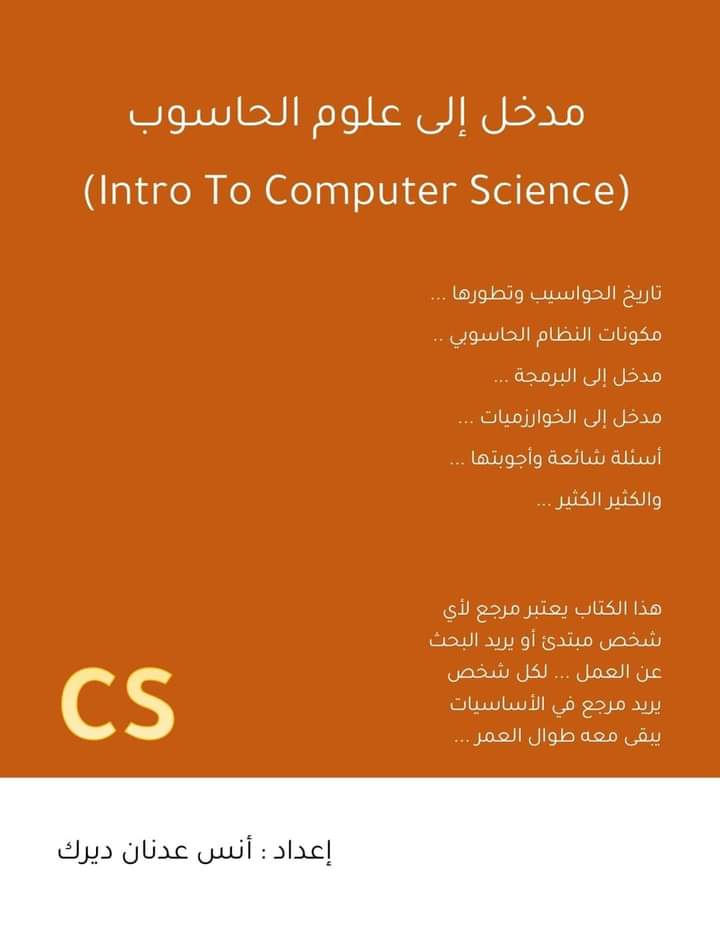 مدخل إلى علوم الحاسوب
(Intro To Computer Science)
تاريخ الحواسيب وتطورها ...
مكونات النظام الحاسوبي ..
مدخل إلى البرمجة ...
مدخل إلى الخوارزميات ...
أسئلة شائعة وأجوبتها ...
والكثير الكثير ...
هذا الكتاب يعتبر مرجع لأي
شخص مبتدئ أو يريد البحث
عن العمل ... لكل شخص
يريد مرجع في الأساسيات
يبقى معه طوال العمر ...
CS
إعداد : أنس عدنان ديرك